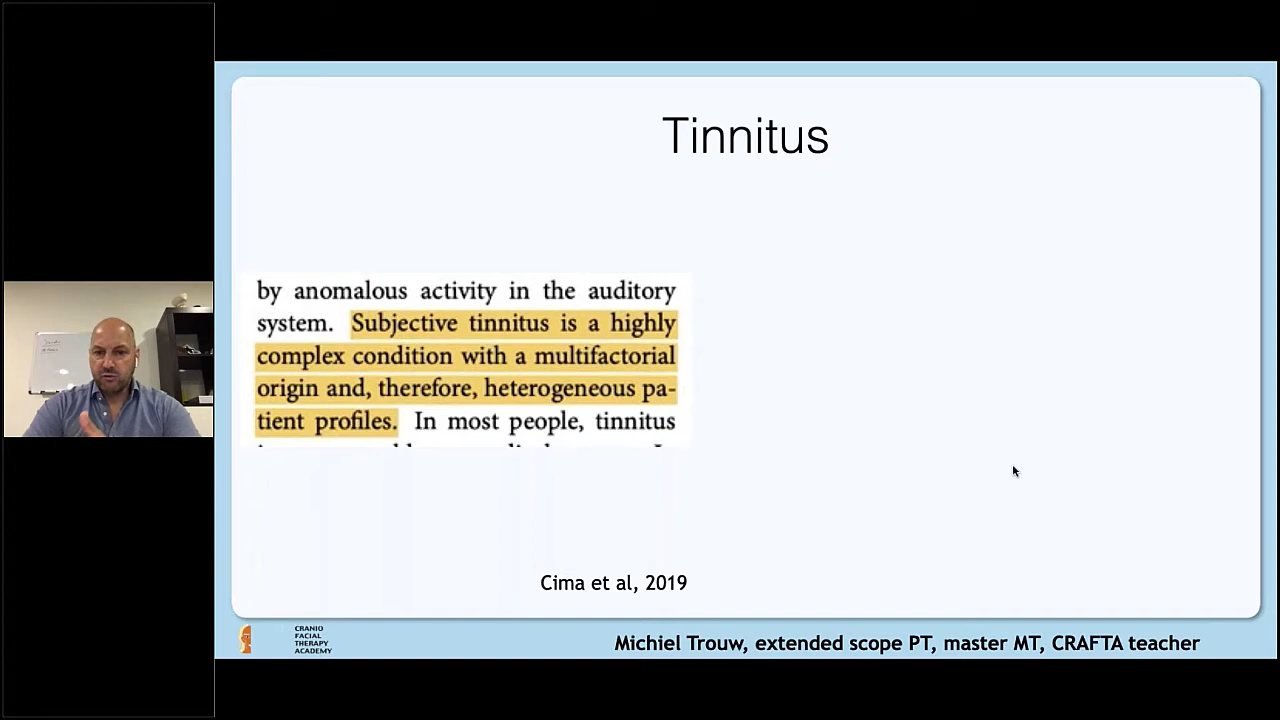 Tinnitus
by anomalous activity in the auditory
system. Subjective tinnitus is a highly
complex condition with a multifactorial
origin and, therefore, heterogeneous pa-
tient profiles. In most people, tinnitus
Cima et al, 2019
CRANIO
FACIAL
THERAPY
ACADEMY
Michiel Trouw, extended scope PT, master MT, CRAFTA teacher